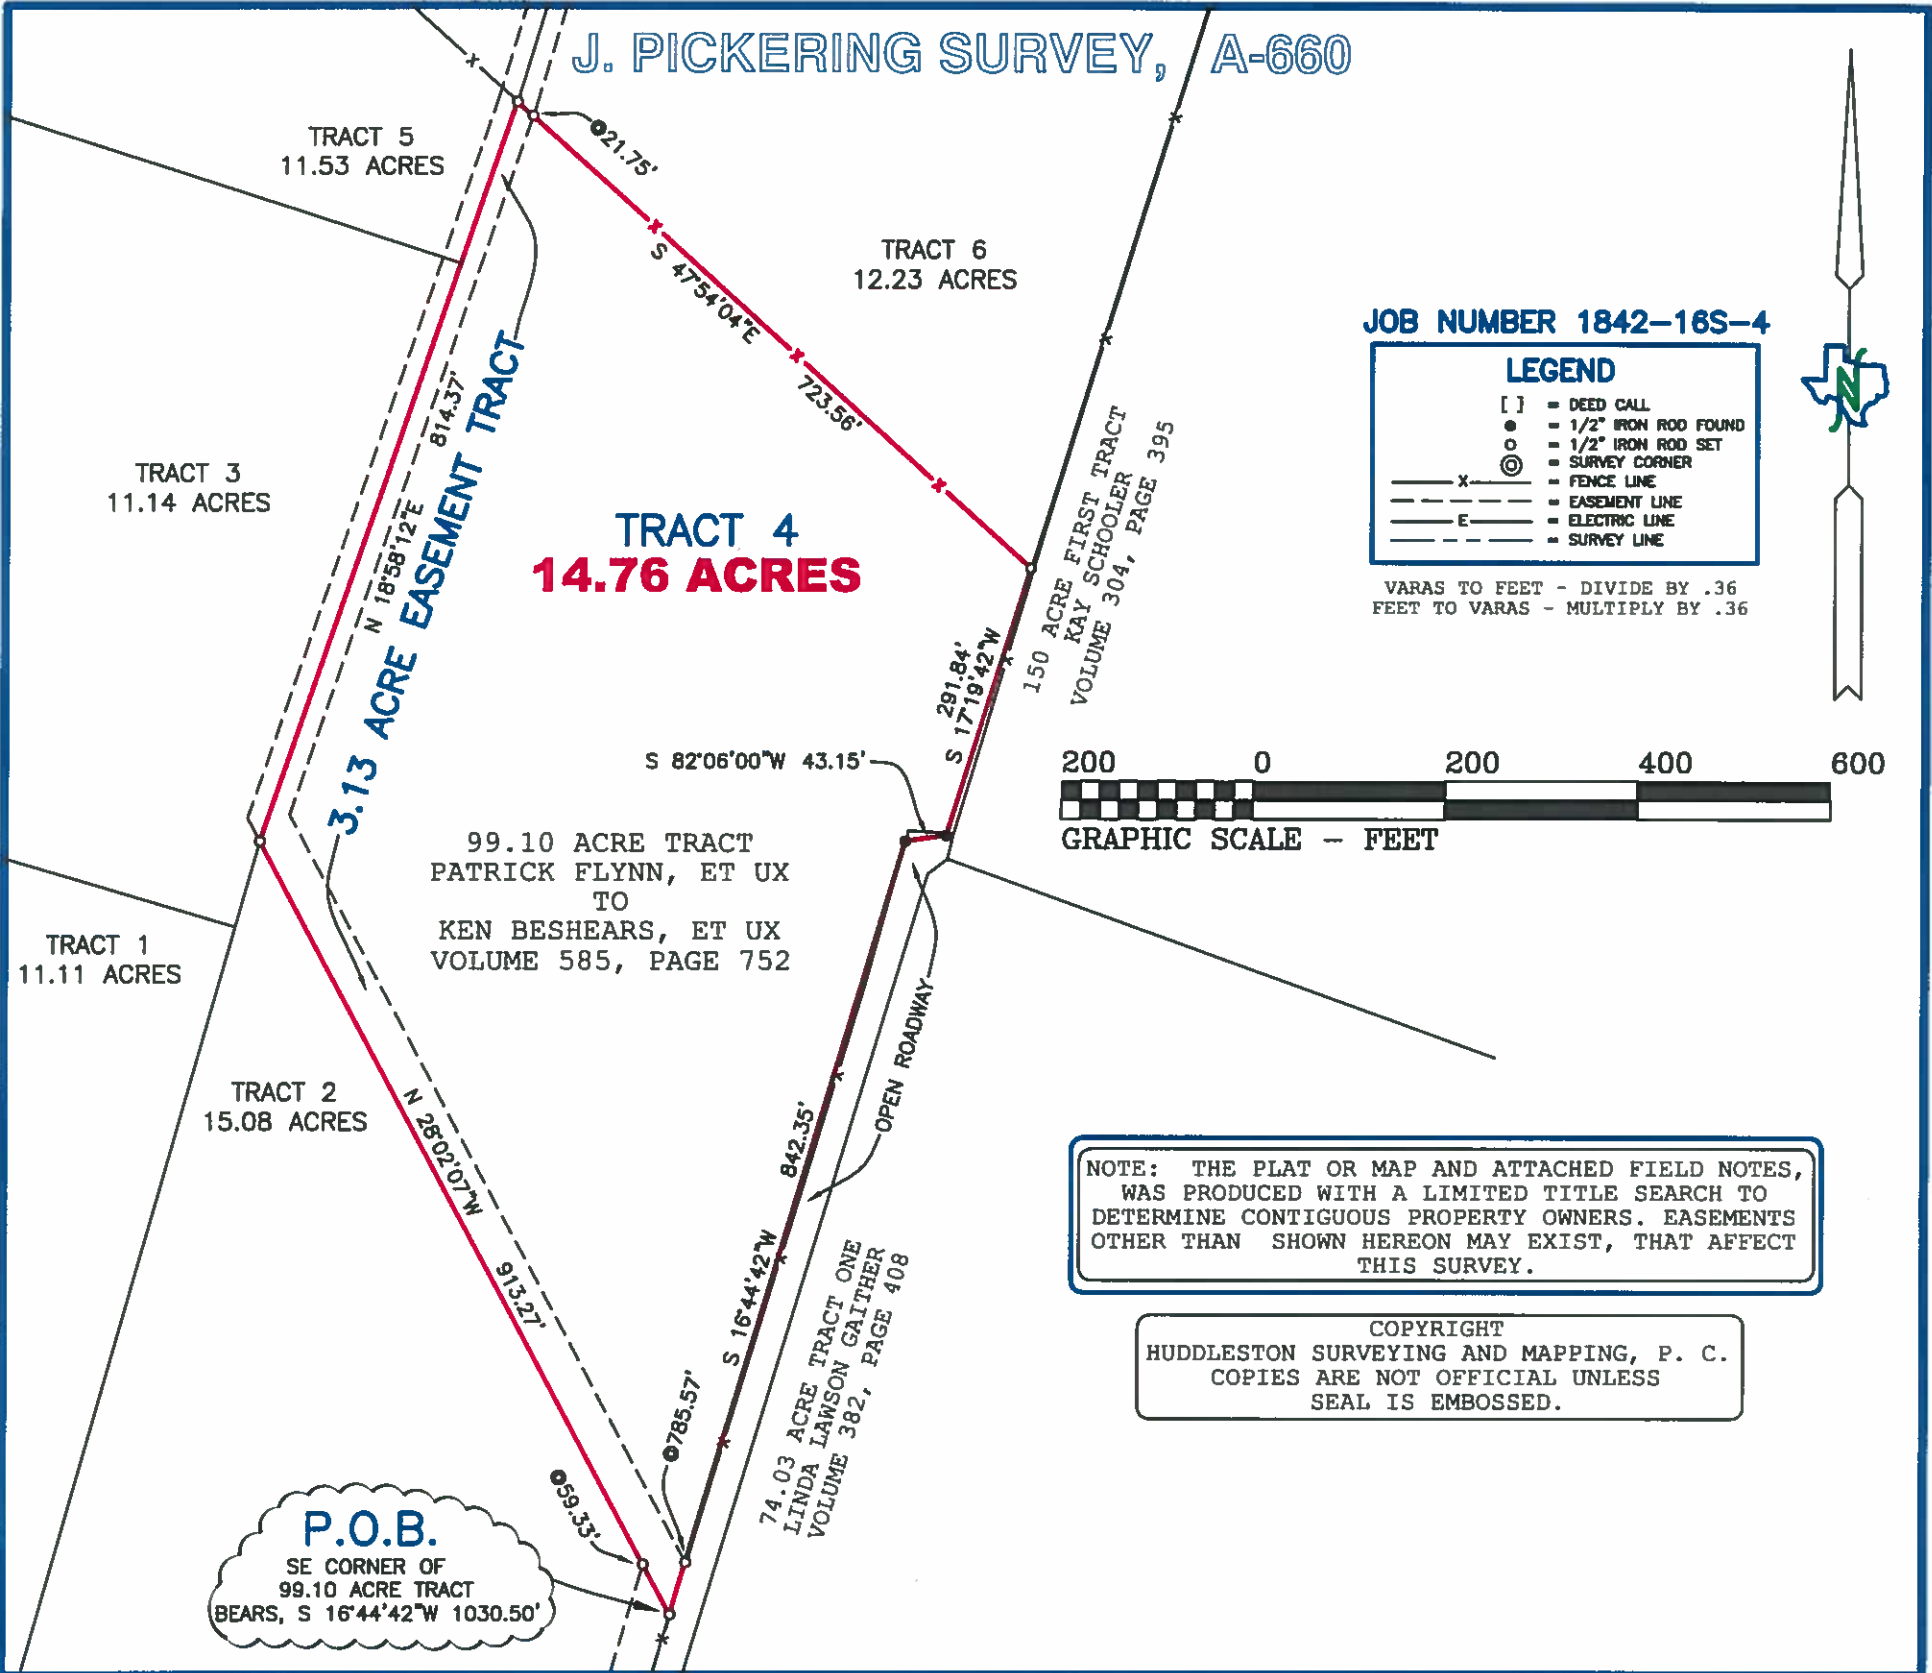 J. PICKERING SURVEY, A-660
TRACT 5
11.53 ACRES
21.75'
TRACT 6
12.23 ACRES
S 47°54'04"E
723.56'
JOB NUMBER 1842-16S-4
LEGEND
[ ] = DEED CALL
= 1/2" IRON ROD FOUND
= 1/2" IRON ROD SET
= SURVEY CORNER
X = FENCE LINE
= EASEMENT LINE
E = ELECTRIC LINE
= SURVEY LINE
VARAS TO FEET - DIVIDE BY .36
FEET TO VARAS - MULTIPLY BY .36
N
N 18°58'12"E 814.37'
3.13 ACRE EASEMENT TRACT
TRACT 3
11.14 ACRES
TRACT 4
14.76 ACRES
150 ACRE FIRST TRACT
KAY SCHOOLER
VOLUME 304, PAGE 395
291.84'
S 17°19'42"W
S 82°06'00"W 43.15'
200 0 200 400 600
GRAPHIC SCALE - FEET
99.10 ACRE TRACT
PATRICK FLYNN, ET UX
TO
KEN BESHEARS, ET UX
VOLUME 585, PAGE 752
TRACT 1
11.11 ACRES
OPEN ROADWAY
TRACT 2
15.08 ACRES
N 28°02'07"W
913.27'
842.35'
S 16°44'42"W
74.03 ACRE TRACT ONE
LINDA LAWSON GAITHER
VOLUME 382, PAGE 408
785.57'
59.33'
P.O.B.
SE CORNER OF
99.10 ACRE TRACT
BEARS, S 16°44'42"W 1030.50'
NOTE: THE PLAT OR MAP AND ATTACHED FIELD NOTES,
WAS PRODUCED WITH A LIMITED TITLE SEARCH TO
DETERMINE CONTIGUOUS PROPERTY OWNERS. EASEMENTS
OTHER THAN SHOWN HEREON MAY EXIST, THAT AFFECT
THIS SURVEY.
COPYRIGHT
HUDDLESTON SURVEYING AND MAPPING, P. C.
COPIES ARE NOT OFFICIAL UNLESS
SEAL IS EMBOSSED.